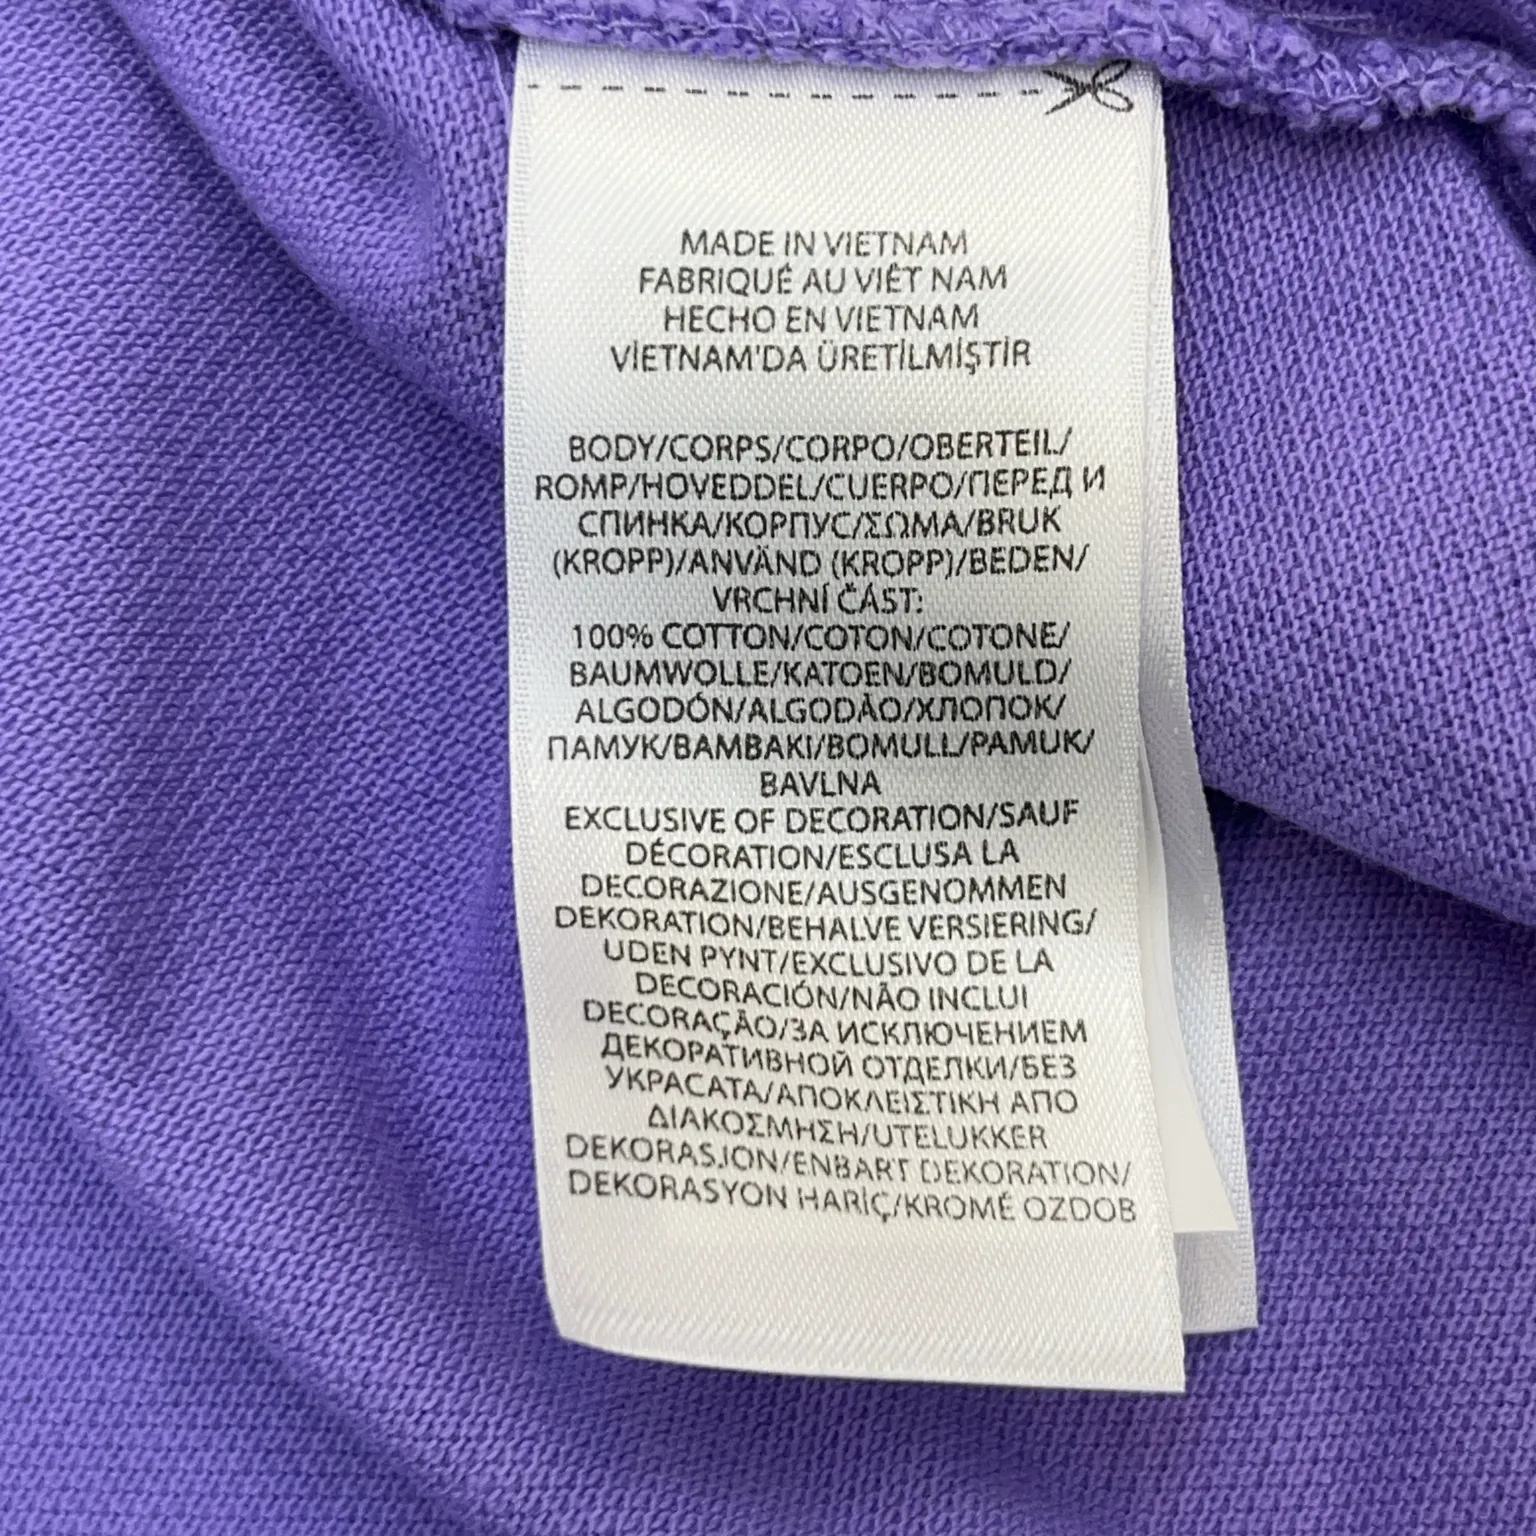 MADE IN VIETNAM
FABRIQUÉ AU VIÊT NAM
HECHO EN VIETNAM
VİETNAM'DA ÜRETİLMİŞTİR
BODY/CORPS/CORPO/OBERTEIL/
ROMP/HOVEDDEL/CUERPO/ПЕРЕД И
СПИНКА/КОРПУС/ΣΩΜΑ/BRUK
(KROPP)/ANVÄND (KROPP)/BEDEN/
VRCHNÍ ČÁST:
100% COTTON/COTON/COTONE/
BAUMWOLLE/KATOEN/BOMULD/
ALGODÓN/ALGODÃO/ХЛОПОК/
ПАМУК/ΒΑΜΒΑΚΙ/BOMULL/PAMUK/
BAVLNA
EXCLUSIVE OF DECORATION/SAUF
DÉCORATION/ESCLUSA LA
DECORAZIONE/AUSGENOMMEN
DEKORATION/BEHALVE VERSIERING/
UDEN PYNT/EXCLUSIVO DE LA
DECORACIÓN/NÃO INCLUI
DECORAÇÃO/ЗА ИСКЛЮЧЕНИЕМ
ДЕКОРАТИВНОЙ ОТДЕЛКИ/БЕЗ
УКРАСАТА/ΑΠΟΚΛΕΙΣΤΙΚΗ ΑΠΟ
ΔΙΑΚΟΣΜΗΣΗ/UTELUKKER
DEKORASJON/ENBART DEKORATION/
DEKORASYON HARİÇ/KROMĚ OZDOB